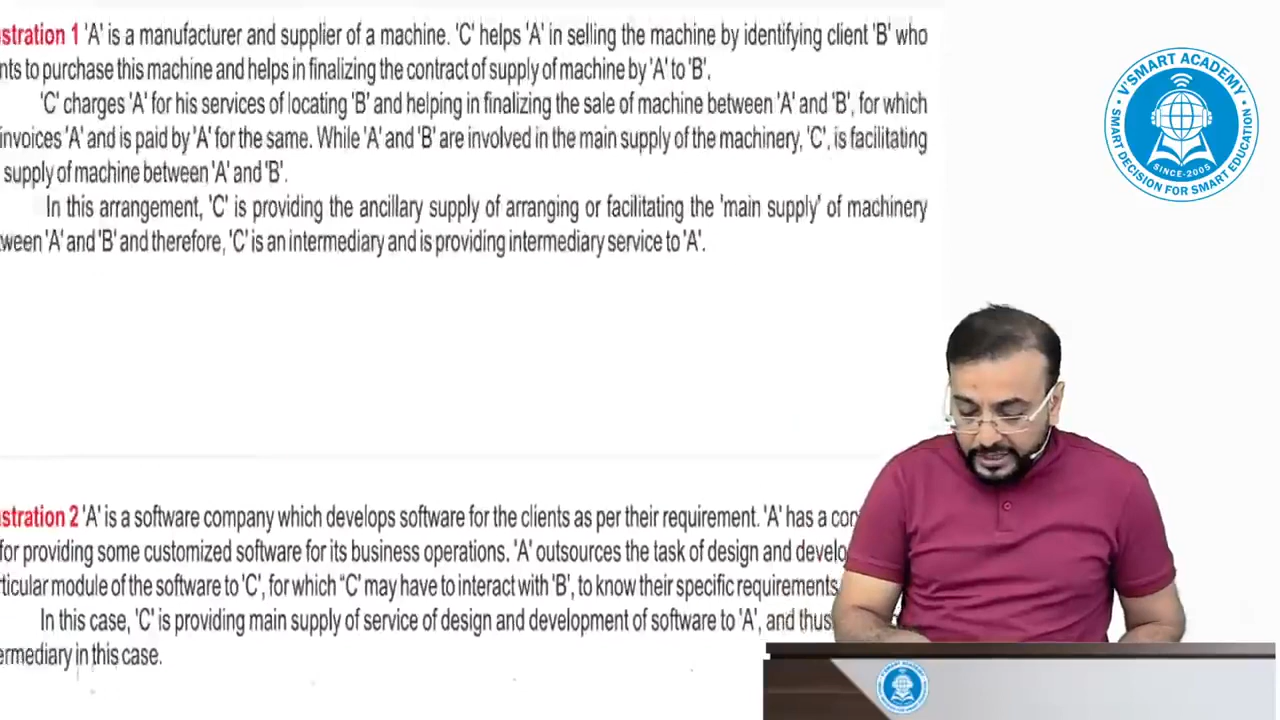 stration 1 'A' is a manufacturer and supplier of a machine. 'C' helps 'A' in selling the machine by identifying client 'B' who
nts to purchase this machine and helps in finalizing the contract of supply of machine by 'A' to 'B'.
'C' charges 'A' for his services of locating 'B' and helping in finalizing the sale of machine between 'A' and 'B', for which
invoices 'A' and is paid by 'A' for the same. While 'A' and 'B' are involved in the main supply of the machinery, 'C', is facilitating
supply of machine between 'A' and 'B'.
In this arrangement, 'C' is providing the ancillary supply of arranging or facilitating the 'main supply' of machinery
ween 'A' and 'B' and therefore, 'C' is an intermediary and is providing intermediary service to 'A'.
stration 2 'A' is a software company which develops software for the clients as per their requirement. 'A' has a con
for providing some customized software for its business operations. 'A' outsources the task of design and develo
rticular module of the software to 'C', for which “C' may have to interact with 'B', to know their specific requirements
In this case, 'C' is providing main supply of service of design and development of software to 'A', and thus
ermediary in this case.
V'SMART ACADEMY
SINCE-2005
SMART DECISION FOR SMART EDUCATION